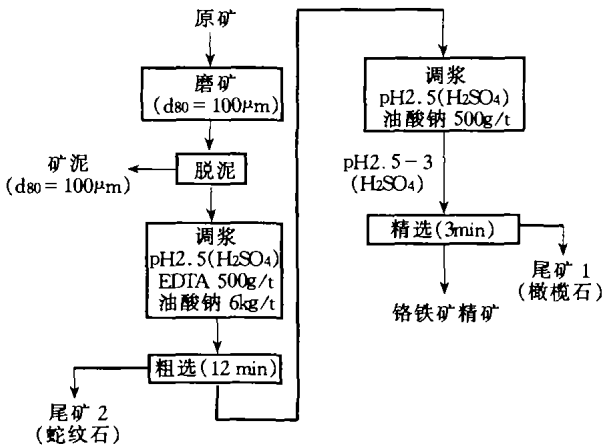 原矿
磨矿
(d80 = 100μm)
矿泥
(d80 = 100μm)
脱泥
调浆
pH2.5(H2SO4)
EDTA 500g/t
油酸钠 6kg/t
粗选(12 min)
尾矿 2
(蛇纹石)
调浆
pH2.5(H2SO4)
油酸钠 500g/t
pH2.5-3
(H2SO4)
精选(3min)
尾矿 1
(橄榄石)
铬铁矿精矿